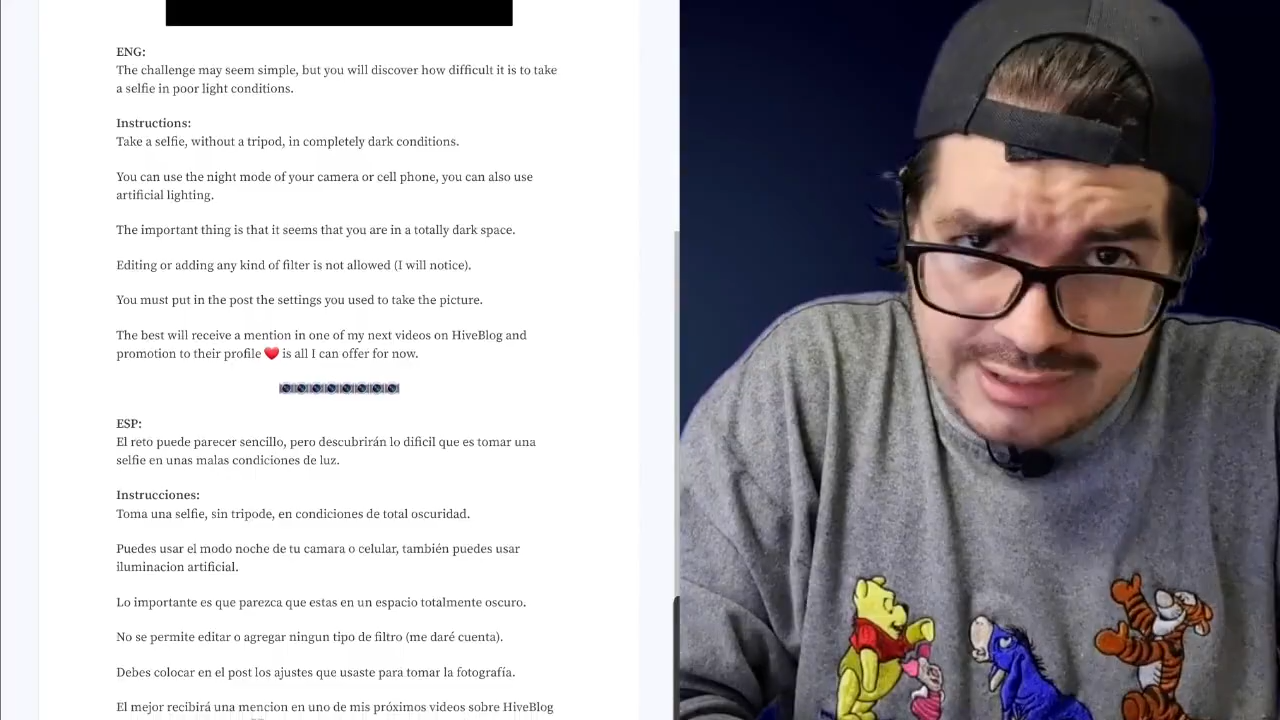 ENG:
The challenge may seem simple, but you will discover how difficult it is to take
a selfie in poor light conditions.
Instructions:
Take a selfie, without a tripod, in completely dark conditions.
You can use the night mode of your camera or cell phone, you can also use
artificial lighting.
The important thing is that it seems that you are in a totally dark space.
Editing or adding any kind of filter is not allowed (I will notice).
You must put in the post the settings you used to take the picture.
The best will receive a mention in one of my next videos on HiveBlog and
promotion to their profile ❤️ is all I can offer for now.
ESP:
El reto puede parecer sencillo, pero descubrirán lo dificil que es tomar una
selfie en unas malas condiciones de luz.
Instrucciones:
Toma una selfie, sin tripode, en condiciones de total oscuridad.
Puedes usar el modo noche de tu camara o celular, también puedes usar
iluminacion artificial.
Lo importante es que parezca que estas en un espacio totalmente oscuro.
No se permite editar o agregar ningun tipo de filtro (me daré cuenta).
Debes colocar en el post los ajustes que usaste para tomar la fotografía.
El mejor recibirá una mencion en uno de mis próximos videos sobre HiveBlog